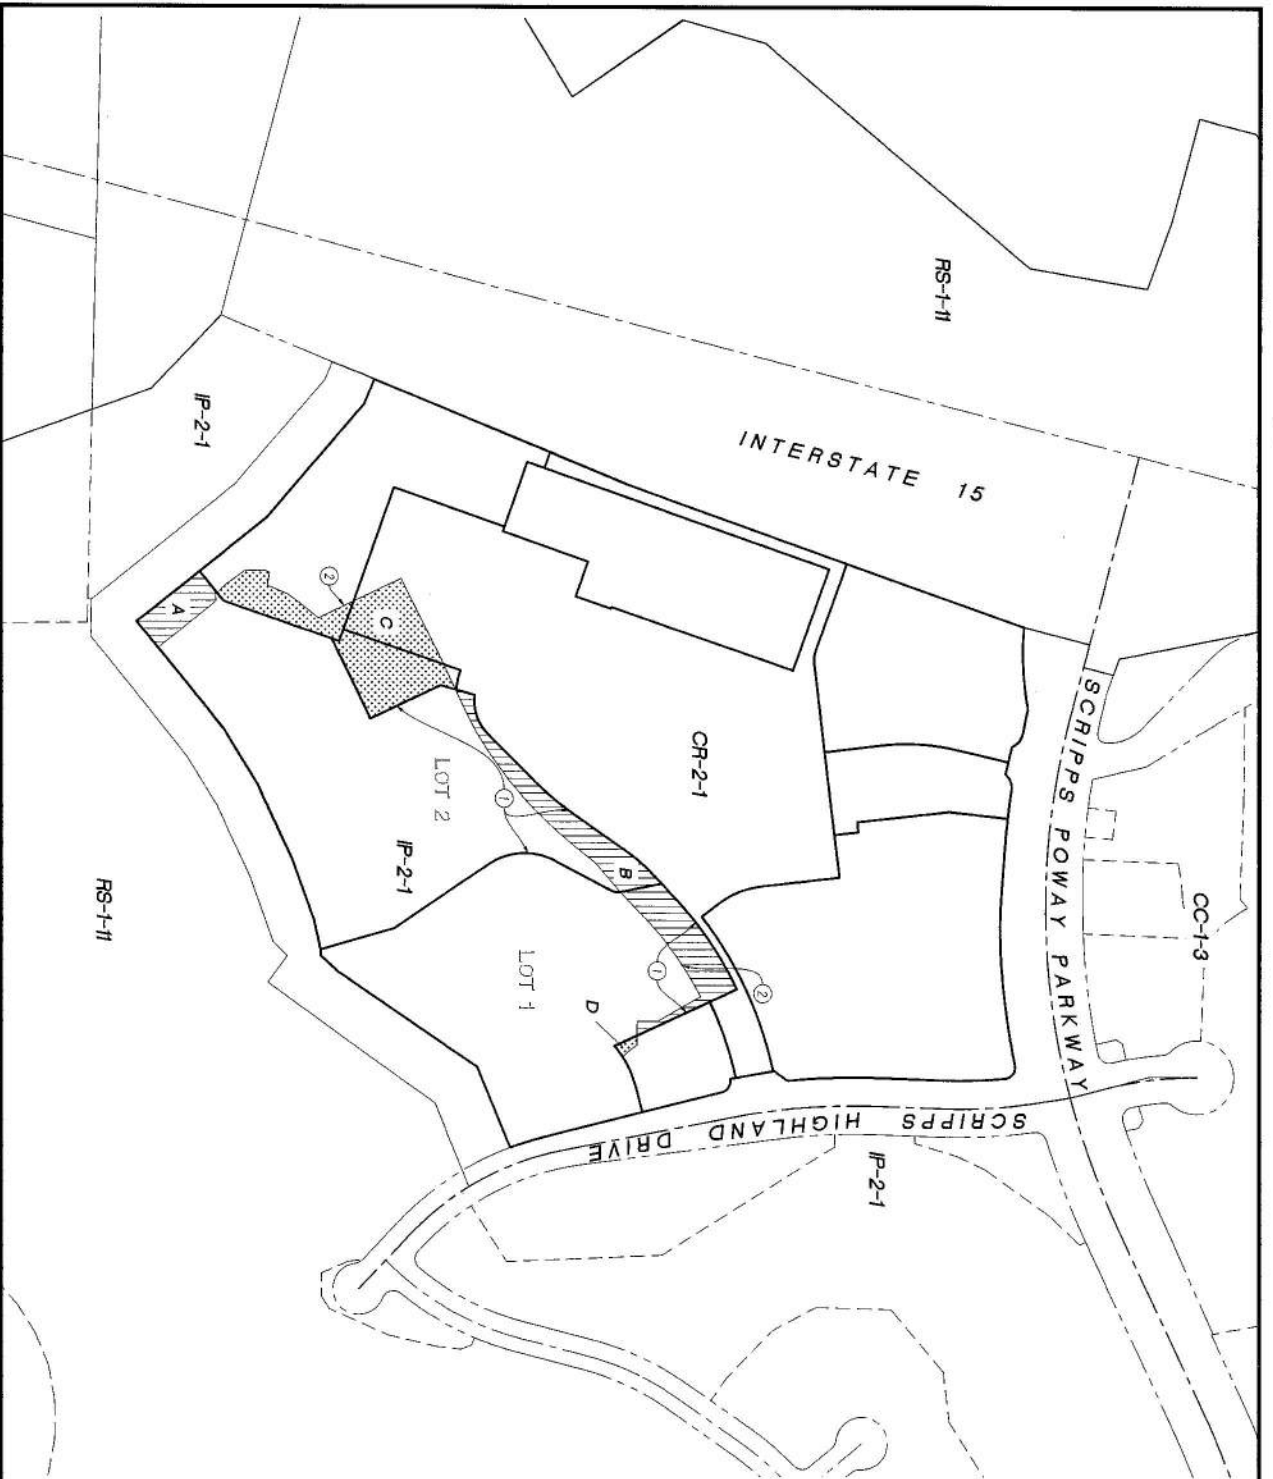 RS-1-11
INTERSTATE 15
IP-2-1
SCRIPPS POWAY PARKWAY
CC-1-3
CR-2-1
A
2
C
LOT 2
1
B
IP-2-1
RS-1-11
LOT 1
D
1
2
SCRIPPS HIGHLAND DRIVE
IP-2-1